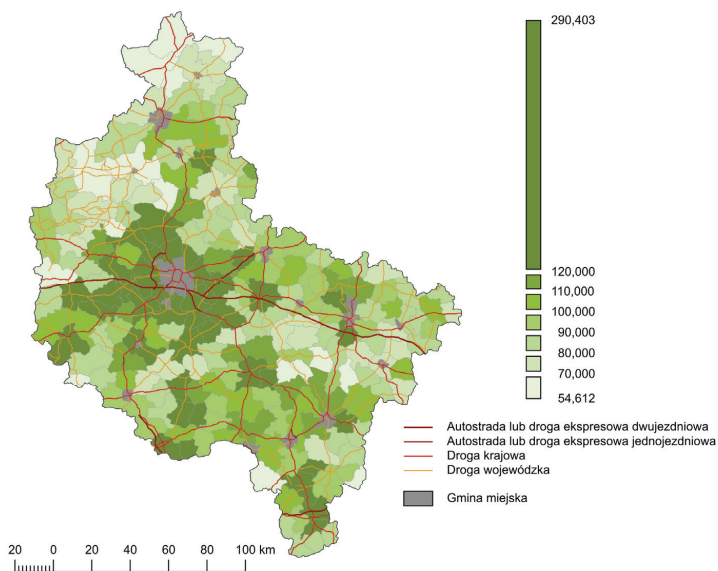 290,403
120,000
110,000
100,000
90,000
80,000
70,000
54,612
Autostrada lub droga ekspresowa dwujezdniowa
Autostrada lub droga ekspresowa jednojezdniowa
Droga krajowa
Droga wojewódzka
Gmina miejska
20 0 20 40 60 80 100 km